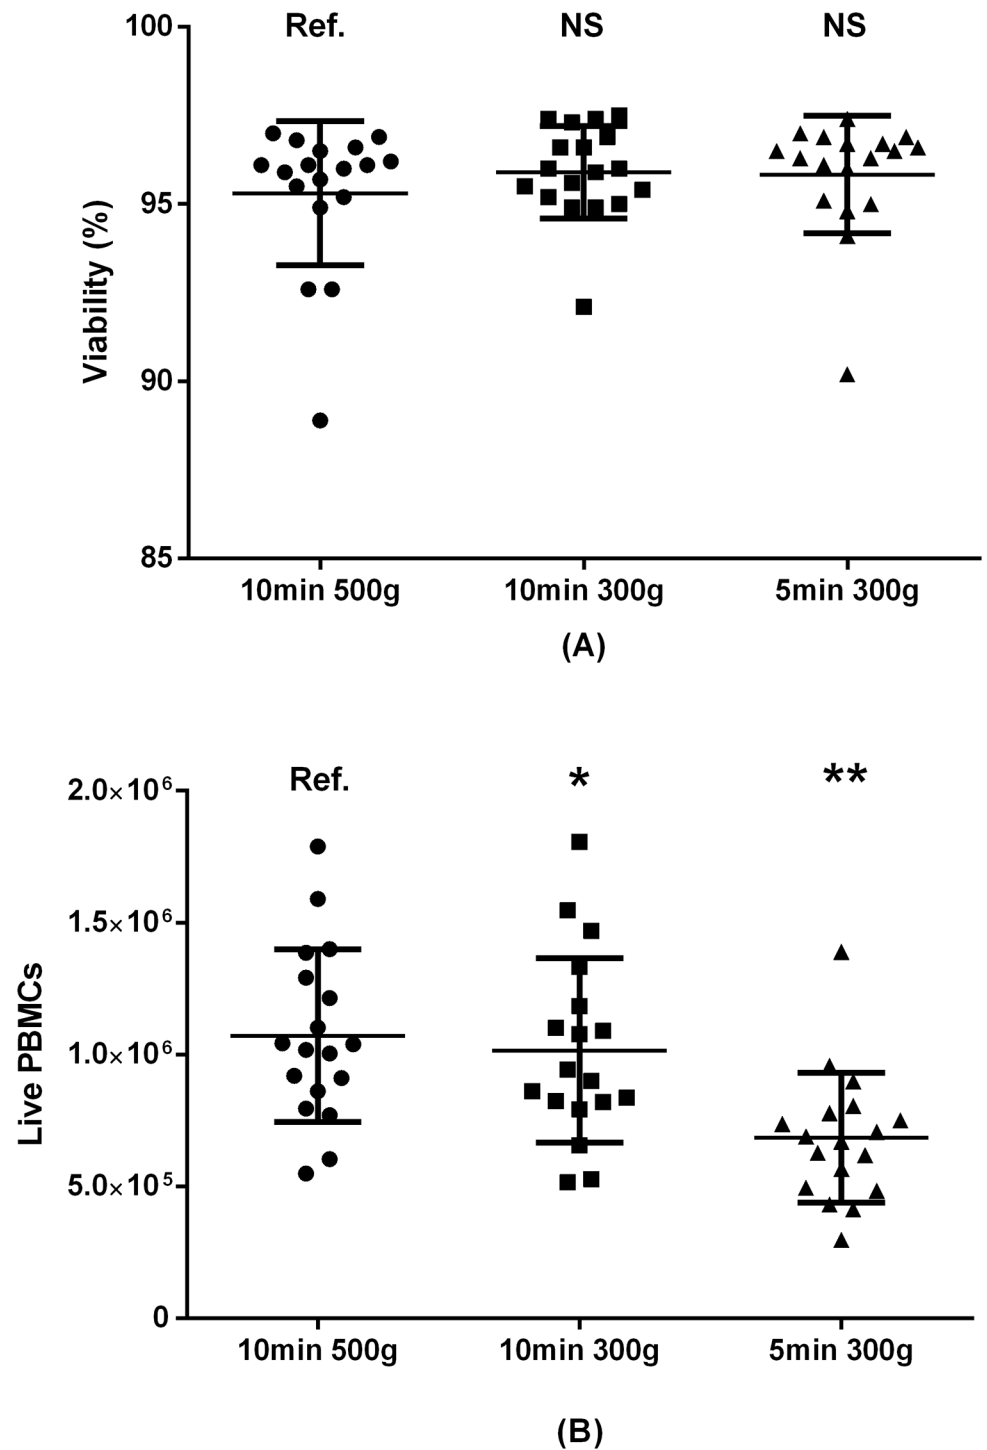 Ref. NS NS
100
95
90
85
Viability (%)
10min 500g 10min 300g 5min 300g
(A)
Ref. * **
2.0×10⁶
1.5×10⁶
1.0×10⁶
5.0×10⁵
0
Live PBMCs
10min 500g 10min 300g 5min 300g
(B)